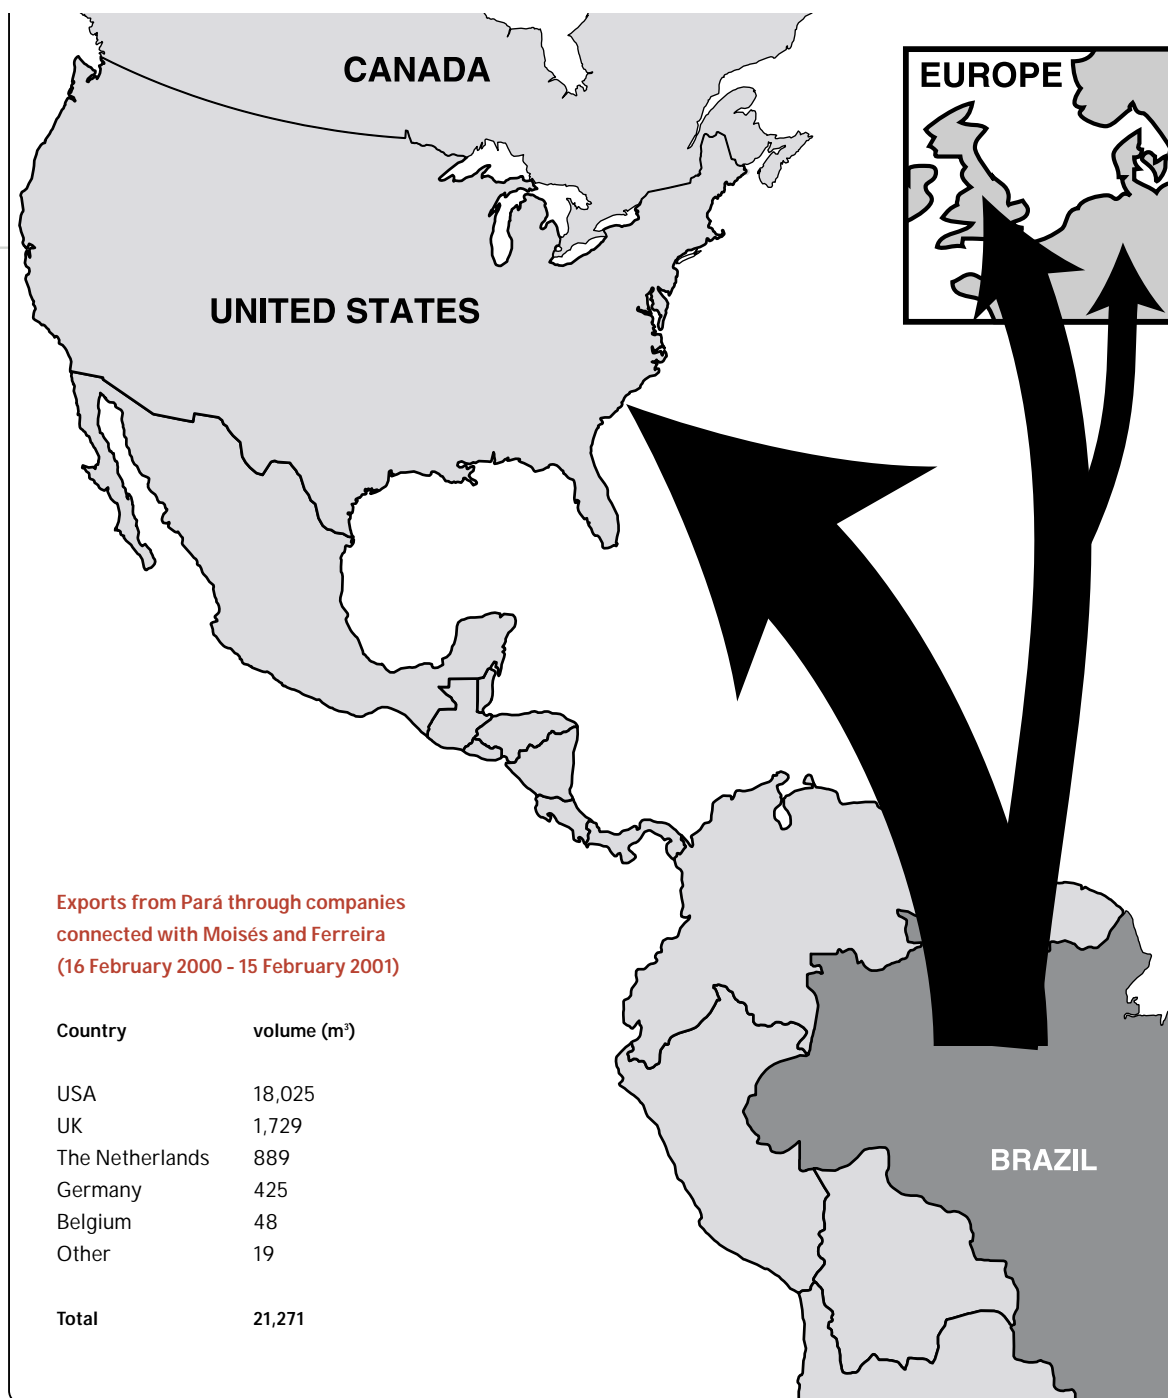 CANADA
EUROPE
UNITED STATES
Exports from Pará through companies
connected with Moisés and Ferreira
(16 February 2000 - 15 February 2001)
Country volume (m³)
USA 18,025
UK 1,729
The Netherlands 889
Germany 425
Belgium 48
Other 19
Total 21,271
BRAZIL